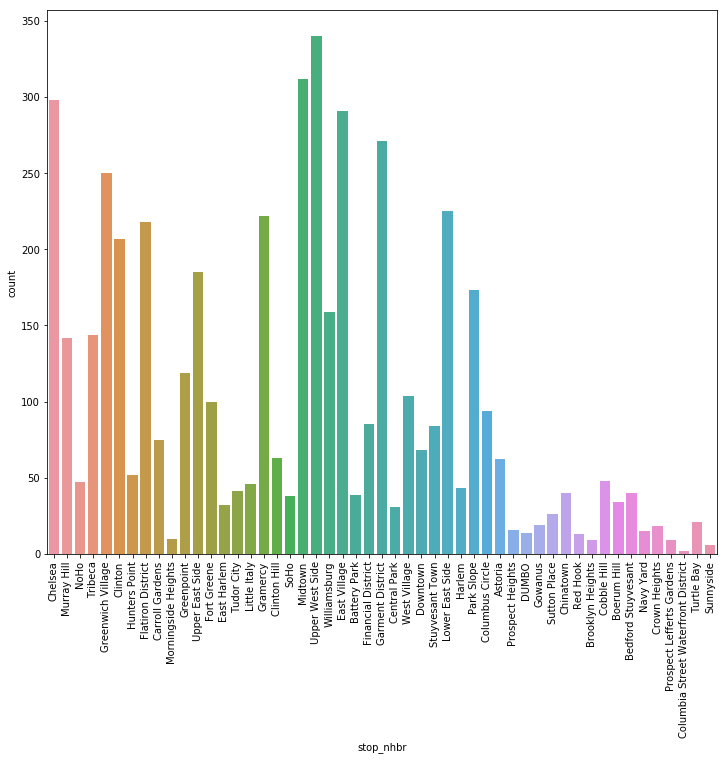 350
300
250
200
150
100
50
0
count
Chelsea
Murray Hill
NoHo
Tribeca
Greenwich Village
Clinton
Hunters Point
Flatiron District
Carroll Gardens
Morningside Heights
Greenpoint
Upper East Side
Fort Greene
East Harlem
Tudor City
Little Italy
Gramercy
Clinton Hill
SoHo
Midtown
Upper West Side
Williamsburg
East Village
Battery Park
Financial District
Garment District
Central Park
West Village
Downtown
Stuyvesant Town
Lower East Side
Harlem
Park Slope
Columbus Circle
Astoria
Prospect Heights
DUMBO
Gowanus
Sutton Place
Chinatown
Red Hook
Brooklyn Heights
Cobble Hill
Boerum Hill
Bedford Stuyvesant
Navy Yard
Crown Heights
Prospect Lefferts Gardens
Columbia Street Waterfront District
Turtle Bay
Sunnyside
stop_nhbr